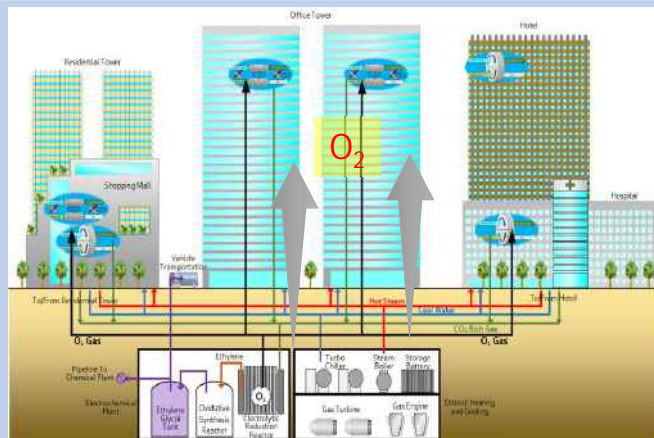 Office Tower
Hotel
Residential Tower
O₂
Shopping Mall
Hospital
Vehicle
Transportation
To/From Residential Tower
Hot Steam
To/From Hotel
Cool Water
CO₂ Rich Gas
O₂ Gas
O₂ Gas
Ethylene
Turbo
Chiller
Steam
Boiler
Storage
Battery
Pipeline to
Chemical Plant
O₂
Electrochemical
Plant
Ethylene
Glycol
Tank
Oxidative
Synthesis
Reactor
Electrolytic
Reduction
Reactor
Gas Turbine
Gas Engine
District Heating
and Cooling